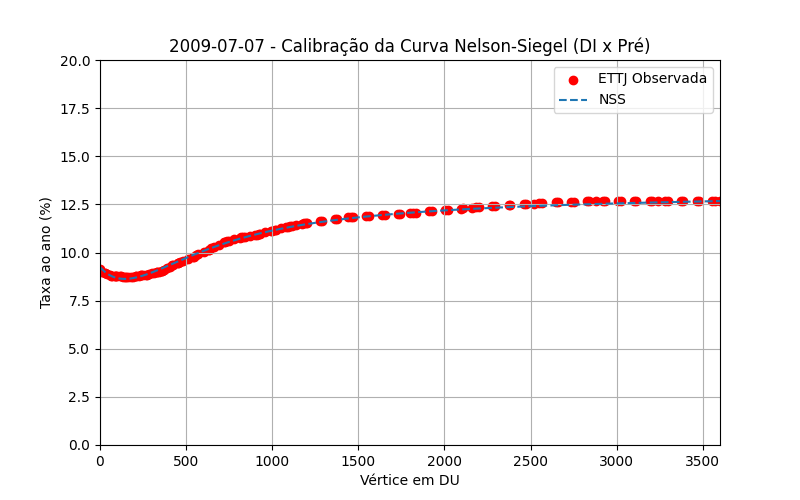 2009-07-07 - Calibração da Curva Nelson-Siegel (DI x Pré)
ETTJ Observada
NSS
Taxa ao ano (%)
20.0
17.5
15.0
12.5
10.0
7.5
5.0
2.5
0.0
0 500 1000 1500 2000 2500 3000 3500
Vértice em DU